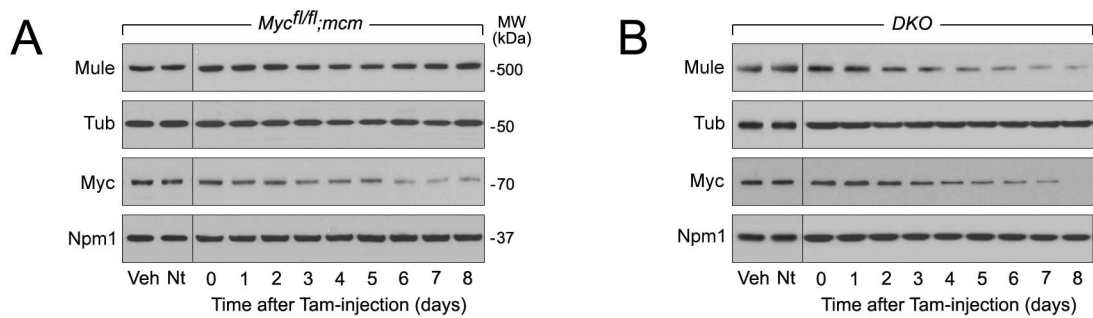 A
Myc^fl/fl;mcm
MW
(kDa)
Mule
-500
Tub
-50
Myc
-70
Npm1
-37
Veh Nt 0 1 2 3 4 5 6 7 8
Time after Tam-injection (days)
B
DKO
Mule
Tub
Myc
Npm1
Veh Nt 0 1 2 3 4 5 6 7 8
Time after Tam-injection (days)